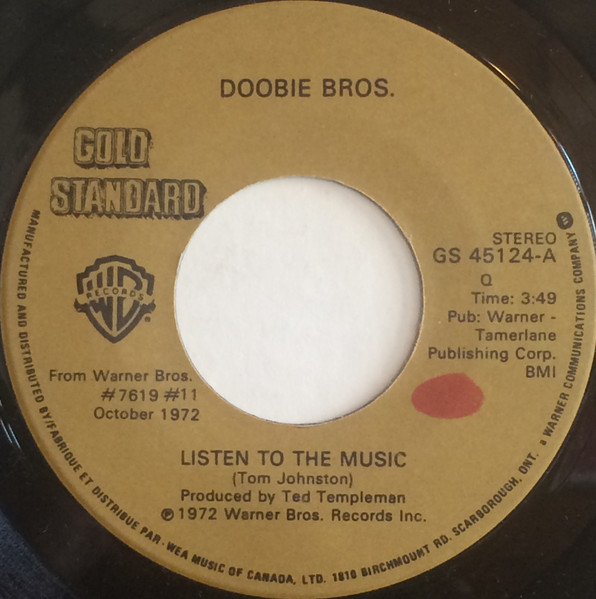 DOOBIE BROS.
GOLD
STANDARD
STEREO
GS 45124-A
Q
Time: 3:49
Pub: Warner -
Tamerlane
Publishing Corp.
BMI
WB
RECORDS
®
From Warner Bros.
#7619 #11
October 1972
LISTEN TO THE MUSIC
(Tom Johnston)
Produced by Ted Templeman
℗1972 Warner Bros. Records Inc.
MANUFACTURED AND DISTRIBUTED BY/FABRIQUE ET DISTRIBUE PAR - WEA MUSIC OF CANADA, LTD. 1810 BIRCHMOUNT RD. SCARBOROUGH, ONT. a WARNER COMMUNICATIONS COMPANY